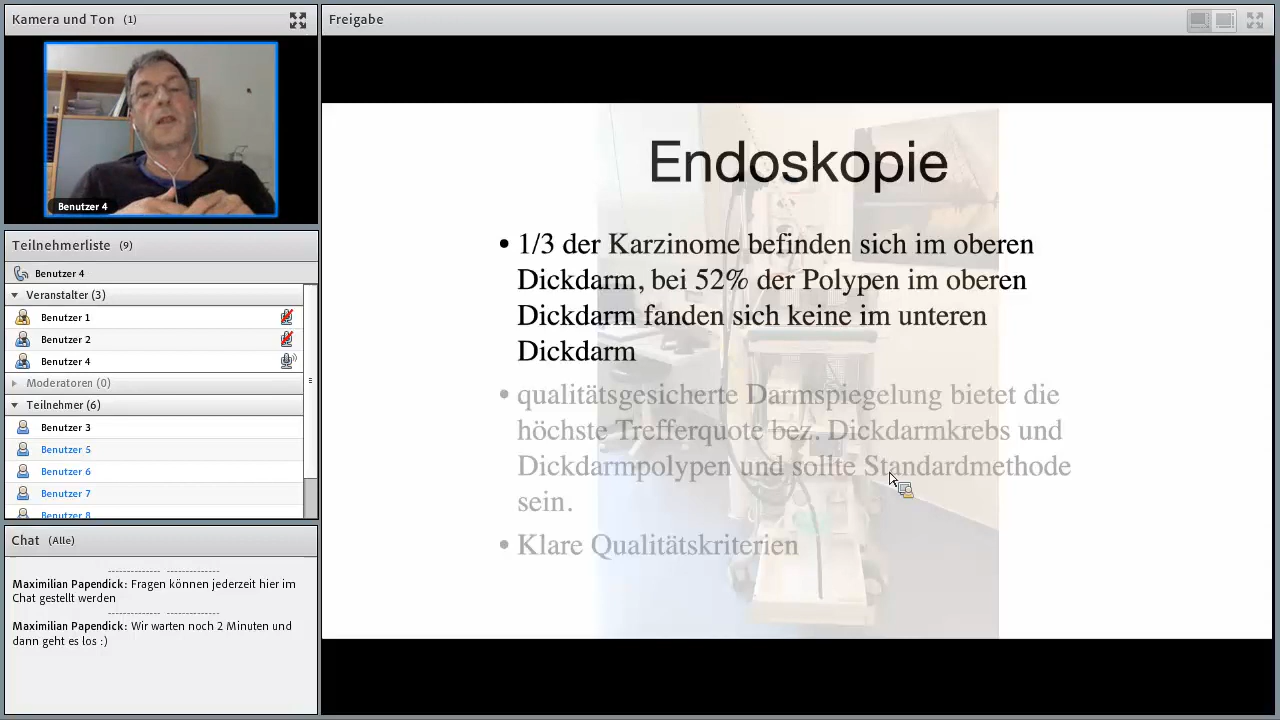 Kamera und Ton (1)
Benutzer 4
Teilnehmerliste (9)
Benutzer 4
Veranstalter (3)
Benutzer 1
Benutzer 2
Benutzer 4
Moderatoren (0)
Teilnehmer (6)
Benutzer 3
Benutzer 5
Benutzer 6
Benutzer 7
Benutzer 8
Chat (Alle)
-------------- --------------
Maximilian Papendick: Fragen können jederzeit hier im
Chat gestellt werden
-------------- --------------
Maximilian Papendick: Wir warten noch 2 Minuten und
dann geht es los :)
Freigabe
Endoskopie
• 1/3 der Karzinome befinden sich im oberen
Dickdarm, bei 52% der Polypen im oberen
Dickdarm fanden sich keine im unteren
Dickdarm
• qualitätsgesicherte Darmspiegelung bietet die
höchste Trefferquote bez. Dickdarmkrebs und
Dickdarmpolypen und sollte Standardmethode
sein.
• Klare Qualitätskriterien